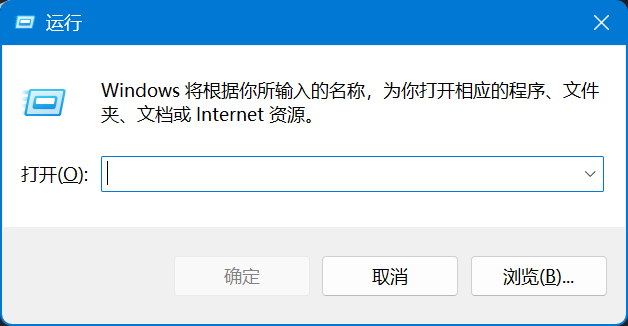 运行
Windows 将根据你所输入的名称，为你打开相应的程序、文件
夹、文档或 Internet 资源。
打开(O):
确定
取消
浏览(B)...